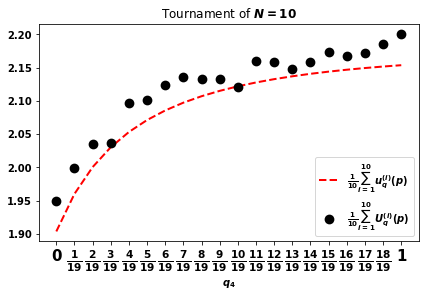 Tournament of N = 10
2.20
2.15
2.10
2.05
2.00
1.95
1.90
0 1/19 2/19 3/19 4/19 5/19 6/19 7/19 8/19 9/19 10/19 11/19 12/19 13/19 14/19 15/19 16/19 17/19 18/19 1
q₄
1/10 ∑_{i=1}^{10} u_q^{(i)}(p)
1/10 ∑_{i=1}^{10} U_q^{(i)}(p)